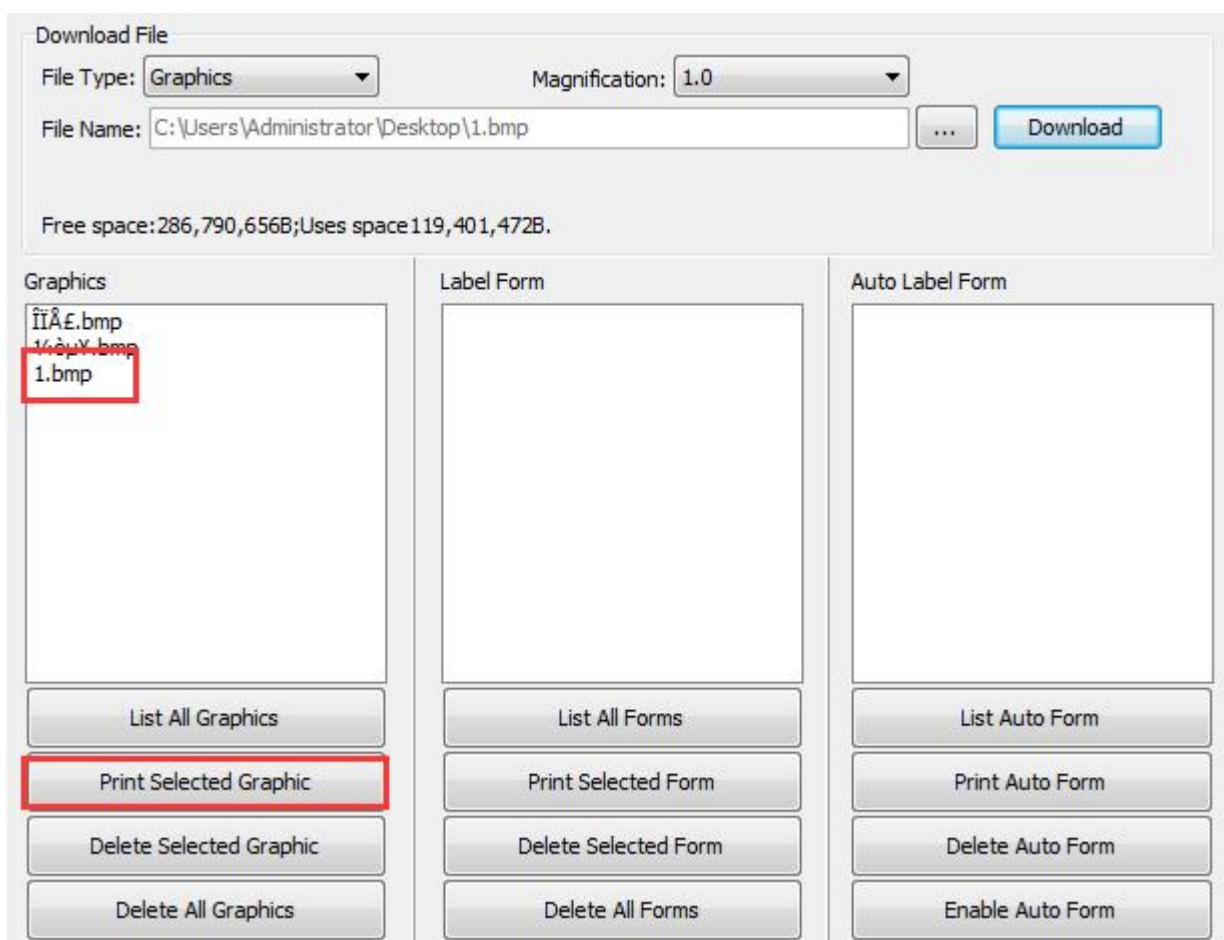 Download File
File Type: Graphics Magnification: 1.0
File Name: C:\Users\Administrator\Desktop\1.bmp ... Download
Free space:286,790,656B;Uses space119,401,472B.
Graphics Label Form Auto Label Form
ÎÏÅ£.bmp
¼òµ¥.bmp
1.bmp
List All Graphics List All Forms List Auto Form
Print Selected Graphic Print Selected Form Print Auto Form
Delete Selected Graphic Delete Selected Form Delete Auto Form
Delete All Graphics Delete All Forms Enable Auto Form